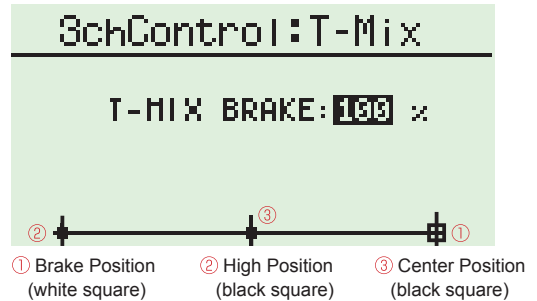 3chControl:T-Mix
T-MIX BRAKE:100 %
③
② ①
① Brake Position ② High Position ③ Center Position
(white square) (black square) (black square)